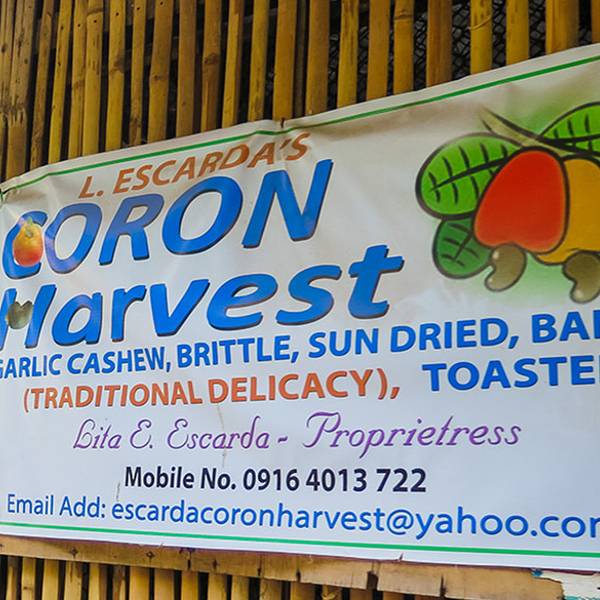 L. ESCARDA'S
CORON
Harvest
GARLIC CASHEW, BRITTLE, SUN DRIED,
(TRADITIONAL DELICACY),
Lita E. Escarda - Proprietress
Mobile No. 0916 4013 722
Email Add: escardacoronharvest@yahoo.com